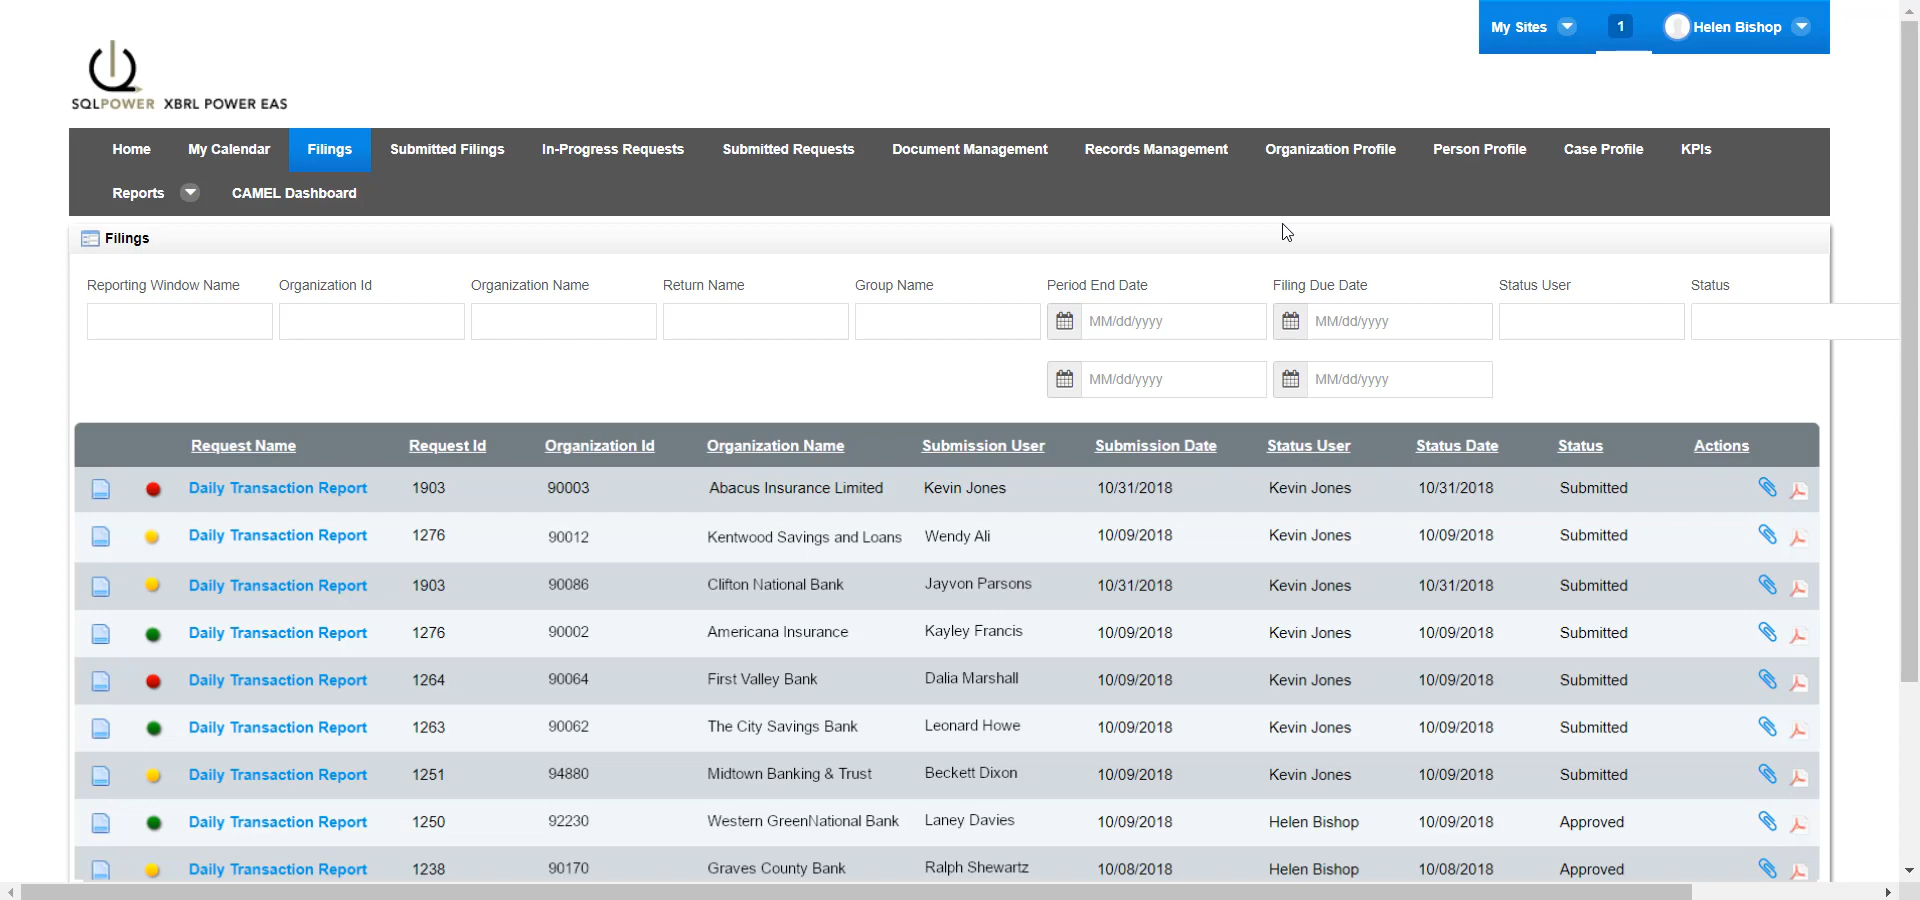 My Sites 1 Helen Bishop
SQLPOWER XBRL POWER EAS
Home My Calendar Filings Submitted Filings In-Progress Requests Submitted Requests Document Management Records Management Organization Profile Person Profile Case Profile KPIs
Reports CAMEL Dashboard
Filings
Reporting Window Name Organization Id Organization Name Return Name Group Name Period End Date Filing Due Date Status User Status
MM/dd/yyyy MM/dd/yyyy
MM/dd/yyyy MM/dd/yyyy
Request Name Request Id Organization Id Organization Name Submission User Submission Date Status User Status Date Status Actions
Daily Transaction Report 1903 90003 Abacus Insurance Limited Kevin Jones 10/31/2018 Kevin Jones 10/31/2018 Submitted
Daily Transaction Report 1276 90012 Kentwood Savings and Loans Wendy Ali 10/09/2018 Kevin Jones 10/09/2018 Submitted
Daily Transaction Report 1903 90086 Clifton National Bank Jayvon Parsons 10/31/2018 Kevin Jones 10/31/2018 Submitted
Daily Transaction Report 1276 90002 Americana Insurance Kayley Francis 10/09/2018 Kevin Jones 10/09/2018 Submitted
Daily Transaction Report 1264 90064 First Valley Bank Dalia Marshall 10/09/2018 Kevin Jones 10/09/2018 Submitted
Daily Transaction Report 1263 90062 The City Savings Bank Leonard Howe 10/09/2018 Kevin Jones 10/09/2018 Submitted
Daily Transaction Report 1251 94880 Midtown Banking & Trust Beckett Dixon 10/09/2018 Kevin Jones 10/09/2018 Submitted
Daily Transaction Report 1250 92230 Western GreenNational Bank Laney Davies 10/09/2018 Helen Bishop 10/09/2018 Approved
Daily Transaction Report 1238 90170 Graves County Bank Ralph Shewartz 10/08/2018 Helen Bishop 10/08/2018 Approved